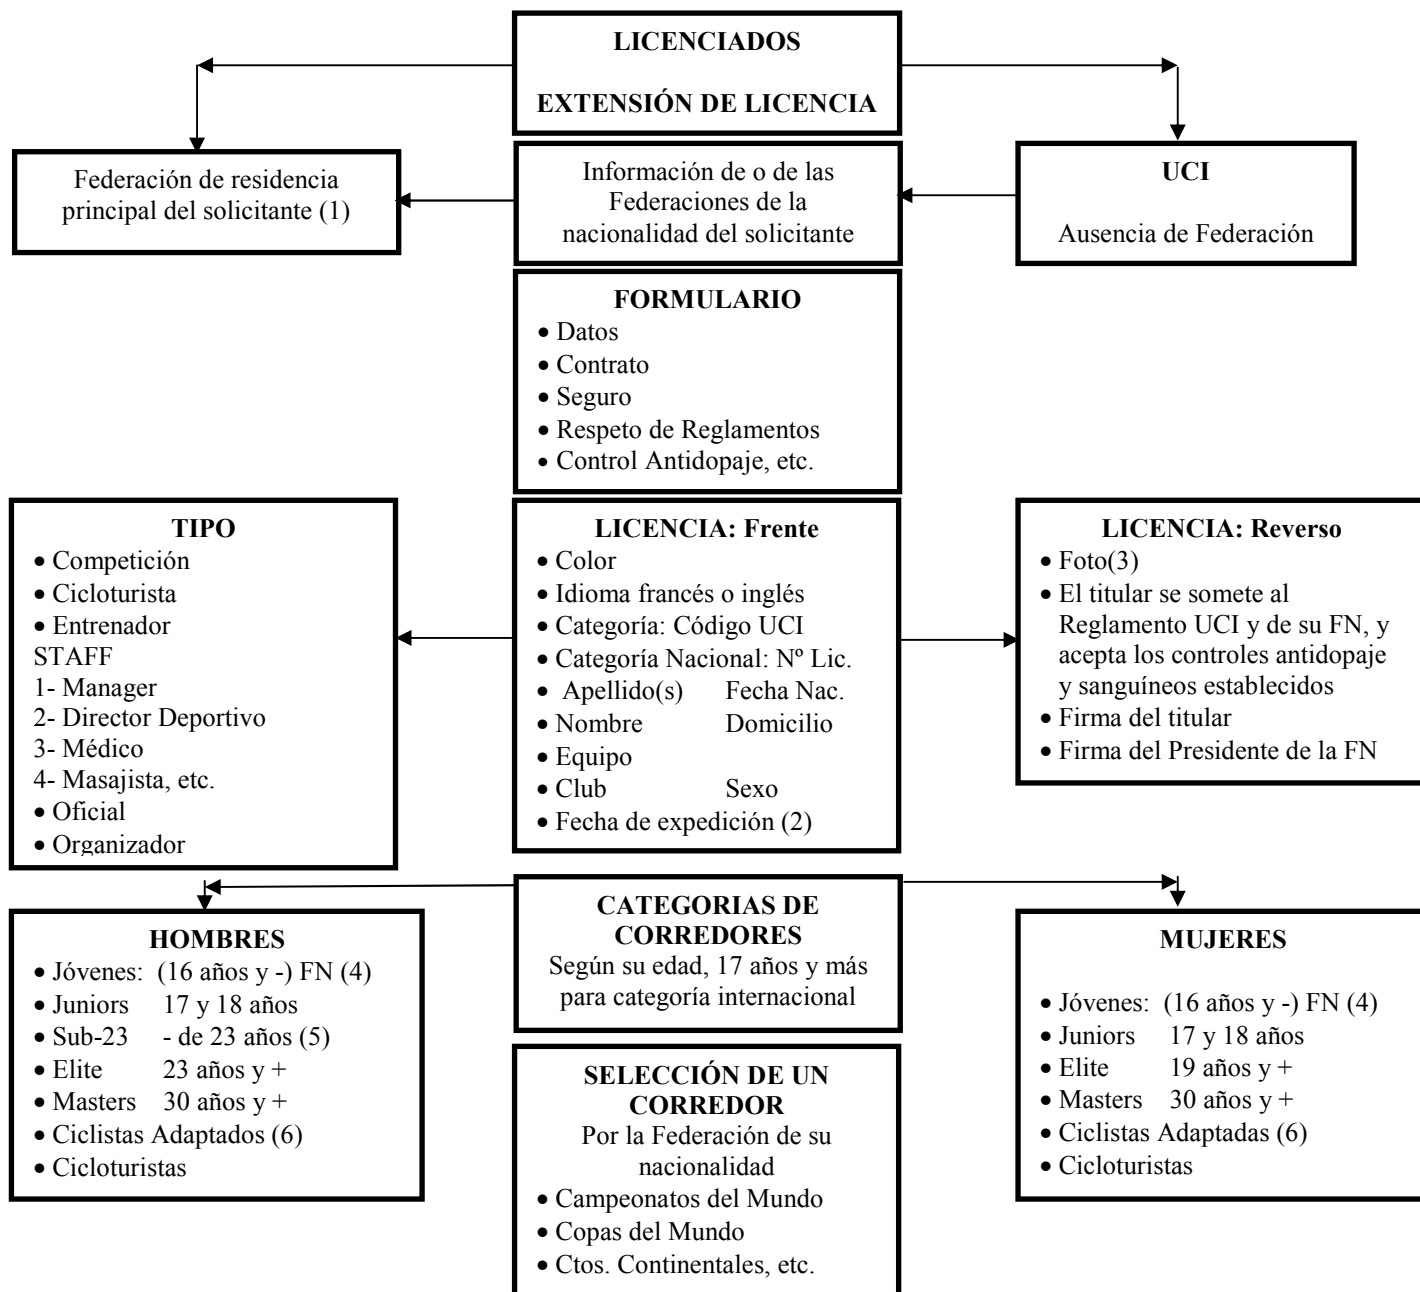 LICENCIADOS
EXTENSIÓN DE LICENCIA
Federación de residencia
principal del solicitante (1)
Información de o de las
Federaciones de la
nacionalidad del solicitante
UCI
Ausencia de Federación
FORMULARIO
• Datos
• Contrato
• Seguro
• Respeto de Reglamentos
• Control Antidopaje, etc.
TIPO
• Competición
• Cicloturista
• Entrenador
STAFF
1- Manager
2- Director Deportivo
3- Médico
4- Masajista, etc.
• Oficial
• Organizador
LICENCIA: Frente
• Color
• Idioma francés o inglés
• Categoría: Código UCI
• Categoría Nacional: Nº Lic.
• Apellido(s) Fecha Nac.
• Nombre Domicilio
• Equipo
• Club Sexo
• Fecha de expedición (2)
LICENCIA: Reverso
• Foto(3)
• El titular se somete al
Reglamento UCI y de su FN, y
acepta los controles antidopaje
y sanguíneos establecidos
• Firma del titular
• Firma del Presidente de la FN
HOMBRES
• Jóvenes: (16 años y -) FN (4)
• Juniors 17 y 18 años
• Sub-23 - de 23 años (5)
• Elite 23 años y +
• Masters 30 años y +
• Ciclistas Adaptados (6)
• Cicloturistas
CATEGORIAS DE
CORREDORES
Según su edad, 17 años y más
para categoría internacional
MUJERES
• Jóvenes: (16 años y -) FN (4)
• Juniors 17 y 18 años
• Elite 19 años y +
• Masters 30 años y +
• Ciclistas Adaptadas (6)
• Cicloturistas
SELECCIÓN DE UN
CORREDOR
Por la Federación de su
nacionalidad
• Campeonatos del Mundo
• Copas del Mundo
• Ctos. Continentales, etc.